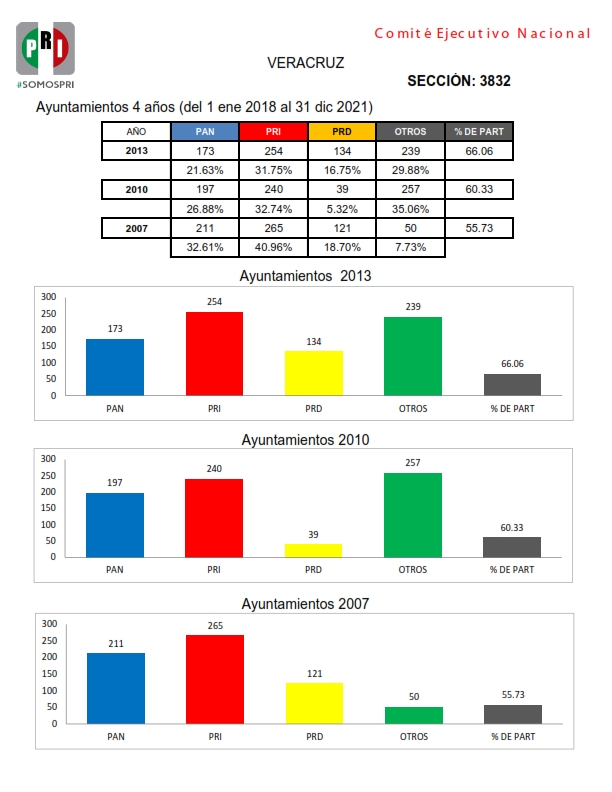 Comité Ejecutivo Nacional
PRI
#SOMOSPRI
VERACRUZ
SECCIÓN: 3832
Ayuntamientos 4 años (del 1 ene 2018 al 31 dic 2021)
AÑO PAN PRI PRD OTROS % DE PART
2013 173 254 134 239 66.06
21.63% 31.75% 16.75% 29.88%
2010 197 240 39 257 60.33
26.88% 32.74% 5.32% 35.06%
2007 211 265 121 50 55.73
32.61% 40.96% 18.70% 7.73%
Ayuntamientos 2013
300
250
200
150
100
50
0
173 254 134 239 66.06
PAN PRI PRD OTROS % DE PART
Ayuntamientos 2010
300
250
200
150
100
50
0
197 240 39 257 60.33
PAN PRI PRD OTROS % DE PART
Ayuntamientos 2007
300
250
200
150
100
50
0
211 265 121 50 55.73
PAN PRI PRD OTROS % DE PART